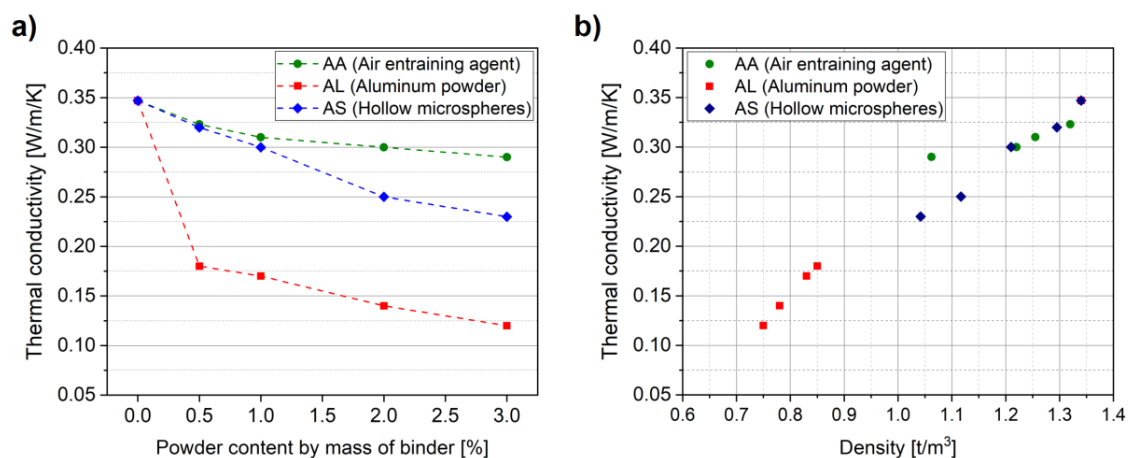 a)
Thermal conductivity [W/m/K]
0.40
0.35
0.30
0.25
0.20
0.15
0.10
0.05
AA (Air entraining agent)
AL (Aluminum powder)
AS (Hollow microspheres)
0.0 0.5 1.0 1.5 2.0 2.5 3.0
Powder content by mass of binder [%]
b)
Thermal conductivity [W/m/K]
0.40
0.35
0.30
0.25
0.20
0.15
0.10
0.05
AA (Air entraining agent)
AL (Aluminum powder)
AS (Hollow microspheres)
0.6 0.7 0.8 0.9 1.0 1.1 1.2 1.3 1.4
Density [t/m³]